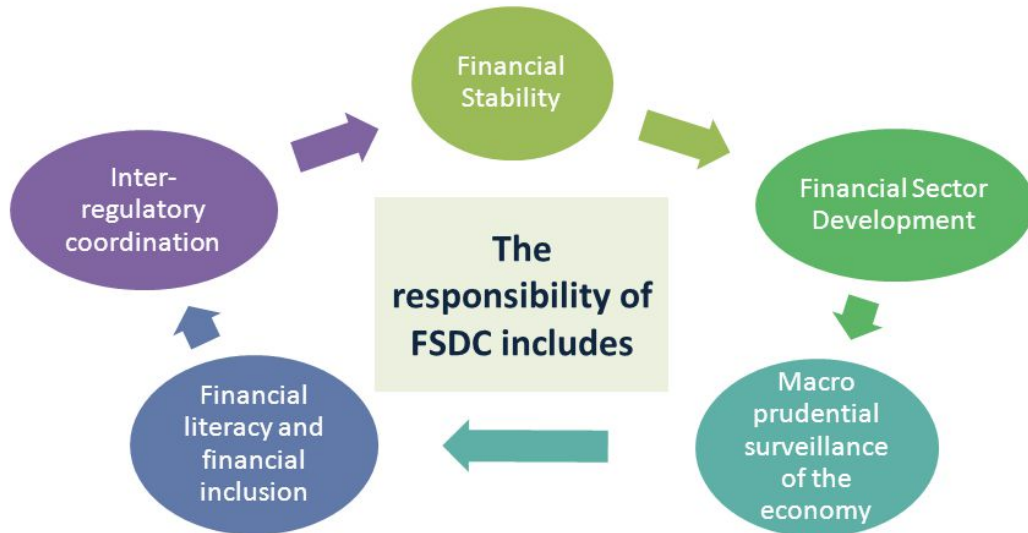 Financial
Stability
Financial Sector
Development
Macro
prudential
surveillance
of the
economy
Financial
literacy and
financial
inclusion
Inter-
regulatory
coordination
The
responsibility of
FSDC includes